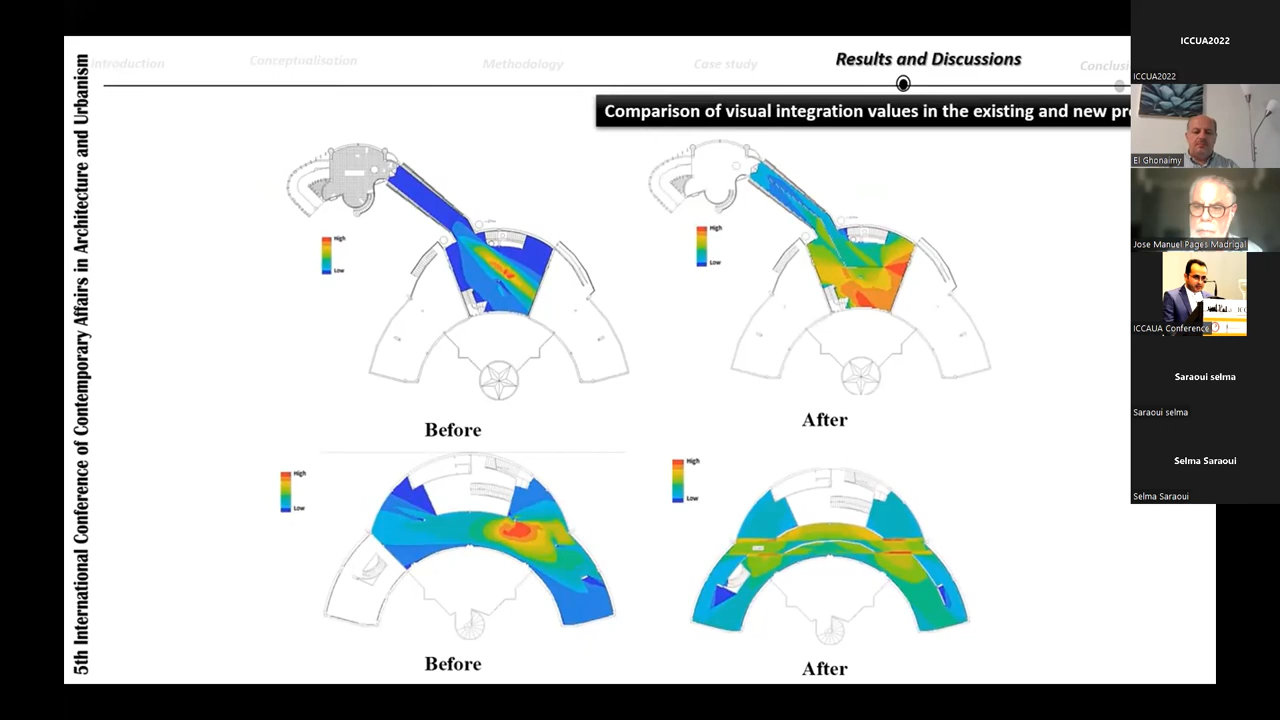 5th International Conference of Contemporary Affairs in Architecture and Urbanism
Introduction
Conceptoalisation
Methodology
Case study
Results and Discussions
Conclusi
Comparison of visual integration values in the existing and new pr
High
Low
High
Low
Before
After
High
Low
High
Low
Before
After
ICCUA2022
ICCUA2022
El Ghonaimy
Jose Manuel Pages Madrigal
ICCAUA Conference
Saraoui selma
Saraoui selma
Selma Saraoui
Selma Saraoui